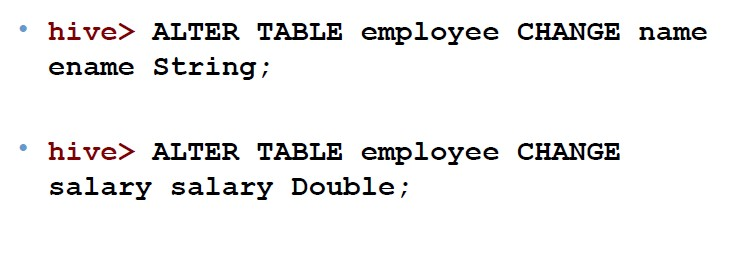 • hive> ALTER TABLE employee CHANGE name
ename String;
• hive> ALTER TABLE employee CHANGE
salary salary Double;